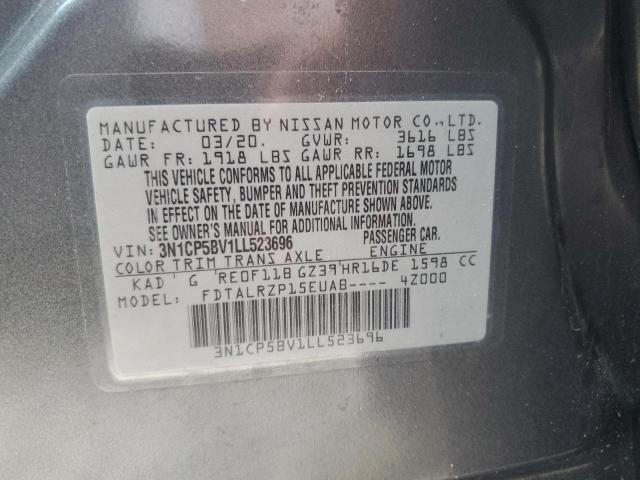 MANUFACTURED BY NISSAN MOTOR CO.,LTD.
DATE: 03/20. GVWR: 3616 LBS
GAWR FR: 1918 LBS GAWR RR: 1698 LBS
THIS VEHICLE CONFORMS TO ALL APPLICABLE FEDERAL MOTOR
VEHICLE SAFETY, BUMPER AND THEFT PREVENTION STANDARDS
IN EFFECT ON THE DATE OF MANUFACTURE SHOWN ABOVE.
SEE OWNER'S MANUAL FOR ADDITIONAL INFORMATION.
VIN: 3N1CP5BV1LL523696 PASSENGER CAR.
COLOR TRIM TRANS AXLE ENGINE
KAD G RE0F11B GZ39 HR16DE 1598 CC
FDTALRZP15EUAB---- 4Z000
3N1CP5BV1LL523696